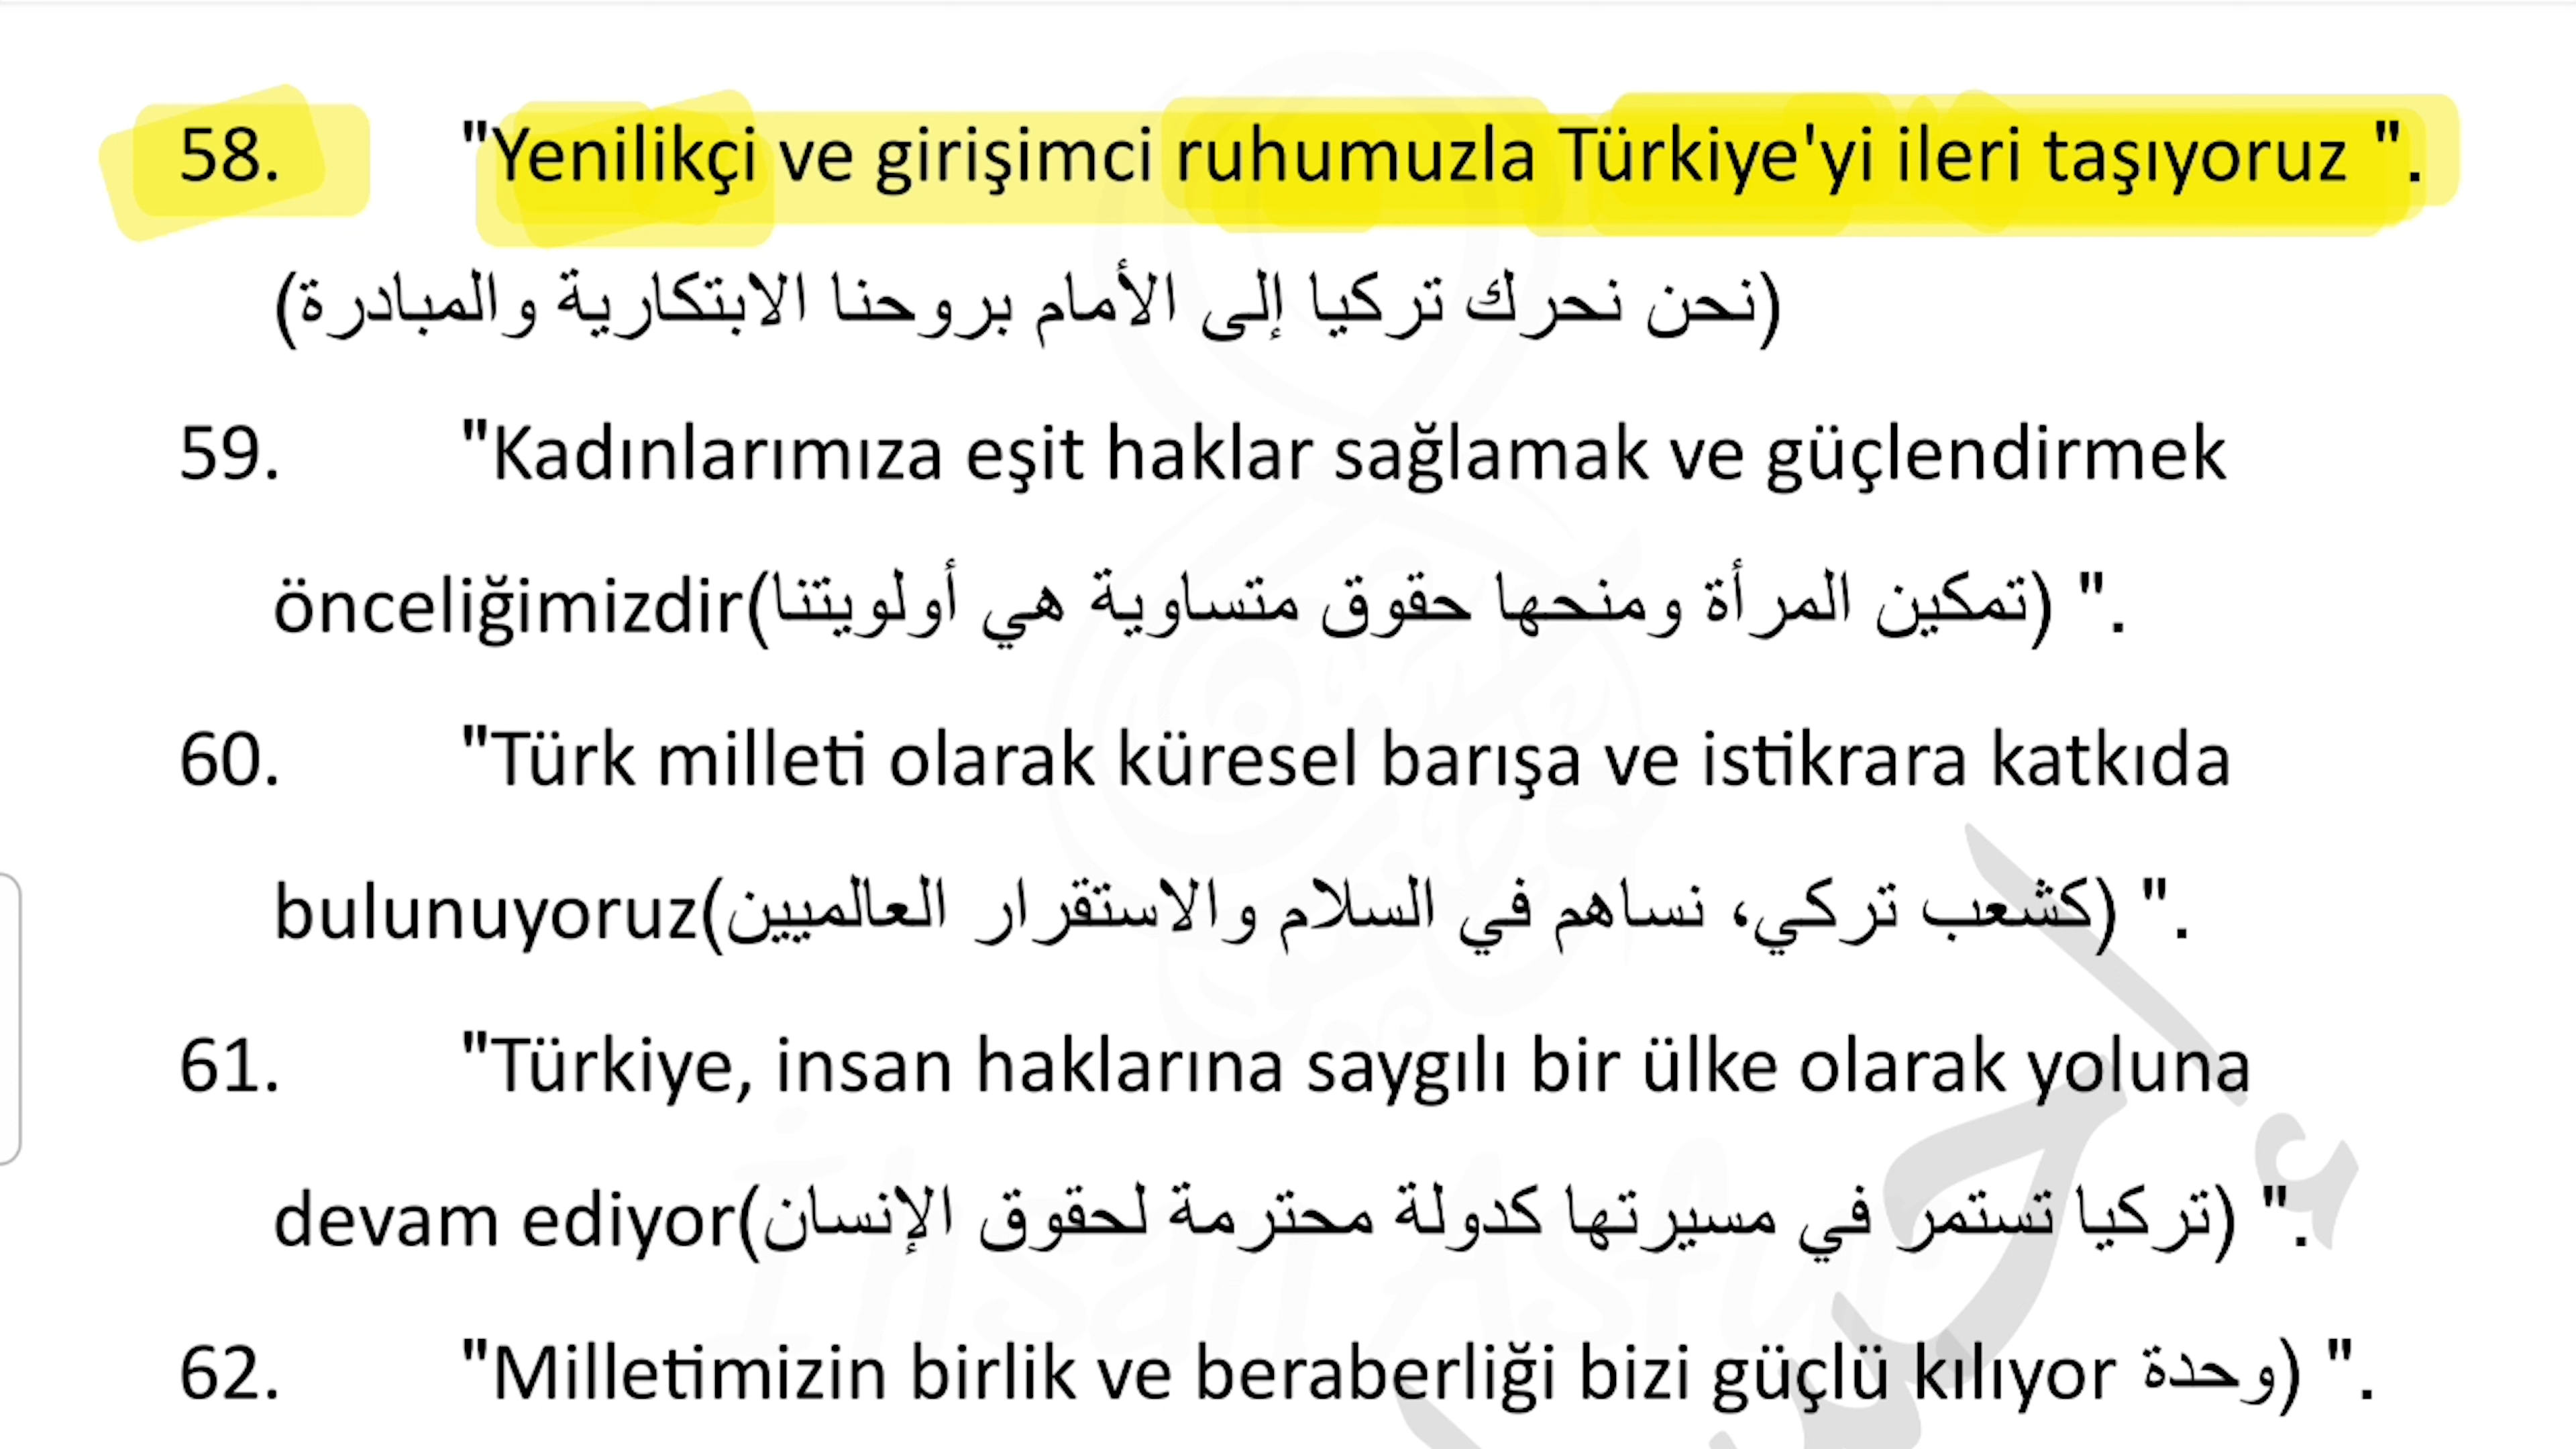 58. "Yenilikçi ve girişimci ruhumuzla Türkiye'yi ileri taşıyoruz ".
(نحن نحرك تركيا إلى الأمام بروحنا الابتكارية والمبادرة)
59. "Kadınlarımıza eşit haklar sağlamak ve güçlendirmek
önceliğimizdir(تمكين المرأة ومنحها حقوق متساوية هي أولويتنا) ".
60. "Türk milleti olarak küresel barışa ve istikrara katkıda
bulunuyoruz(كشعب تركي، نساهم في السلام والاستقرار العالميين) ".
61. "Türkiye, insan haklarına saygılı bir ülke olarak yoluna
devam ediyor(تركيا تستمر في مسيرتها كدولة محترمة لحقوق الإنسان) ".
62. "Milletimizin birlik ve beraberliği bizi güçlü kılıyor وحدة) ".
İhsan Asfur